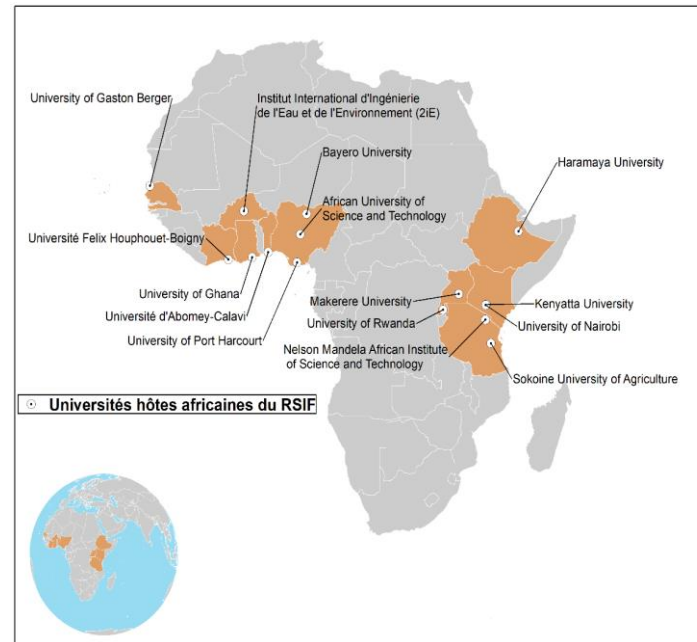 University of Gaston Berger
Institut International d'Ingénierie
de l'Eau et de l'Environnement (2iE)
Bayero University
African University of
Science and Technology
Haramaya University
Université Felix Houphouet-Boigny
University of Ghana
Université d'Abomey-Calavi
University of Port Harcourt
Makerere University
University of Rwanda
Nelson Mandela African Institute
of Science and Technology
Kenyatta University
University of Nairobi
Sokoine University of Agriculture
Universités hôtes africaines du RSIF